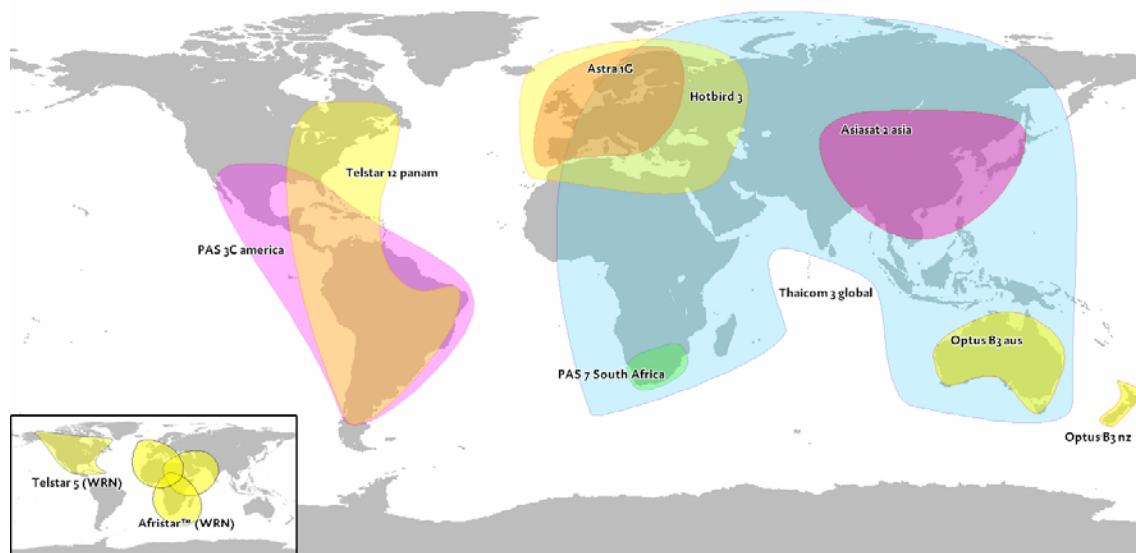 Astra 1G
Hotbird 3
Asiasat 2 asia
Telstar 12 panam
PAS 3C america
Thaicom 3 global
Optus B3 aus
PAS 7 South Africa
Optus B3 nz
Telstar 5 (WRN)
Afristar™ (WRN)